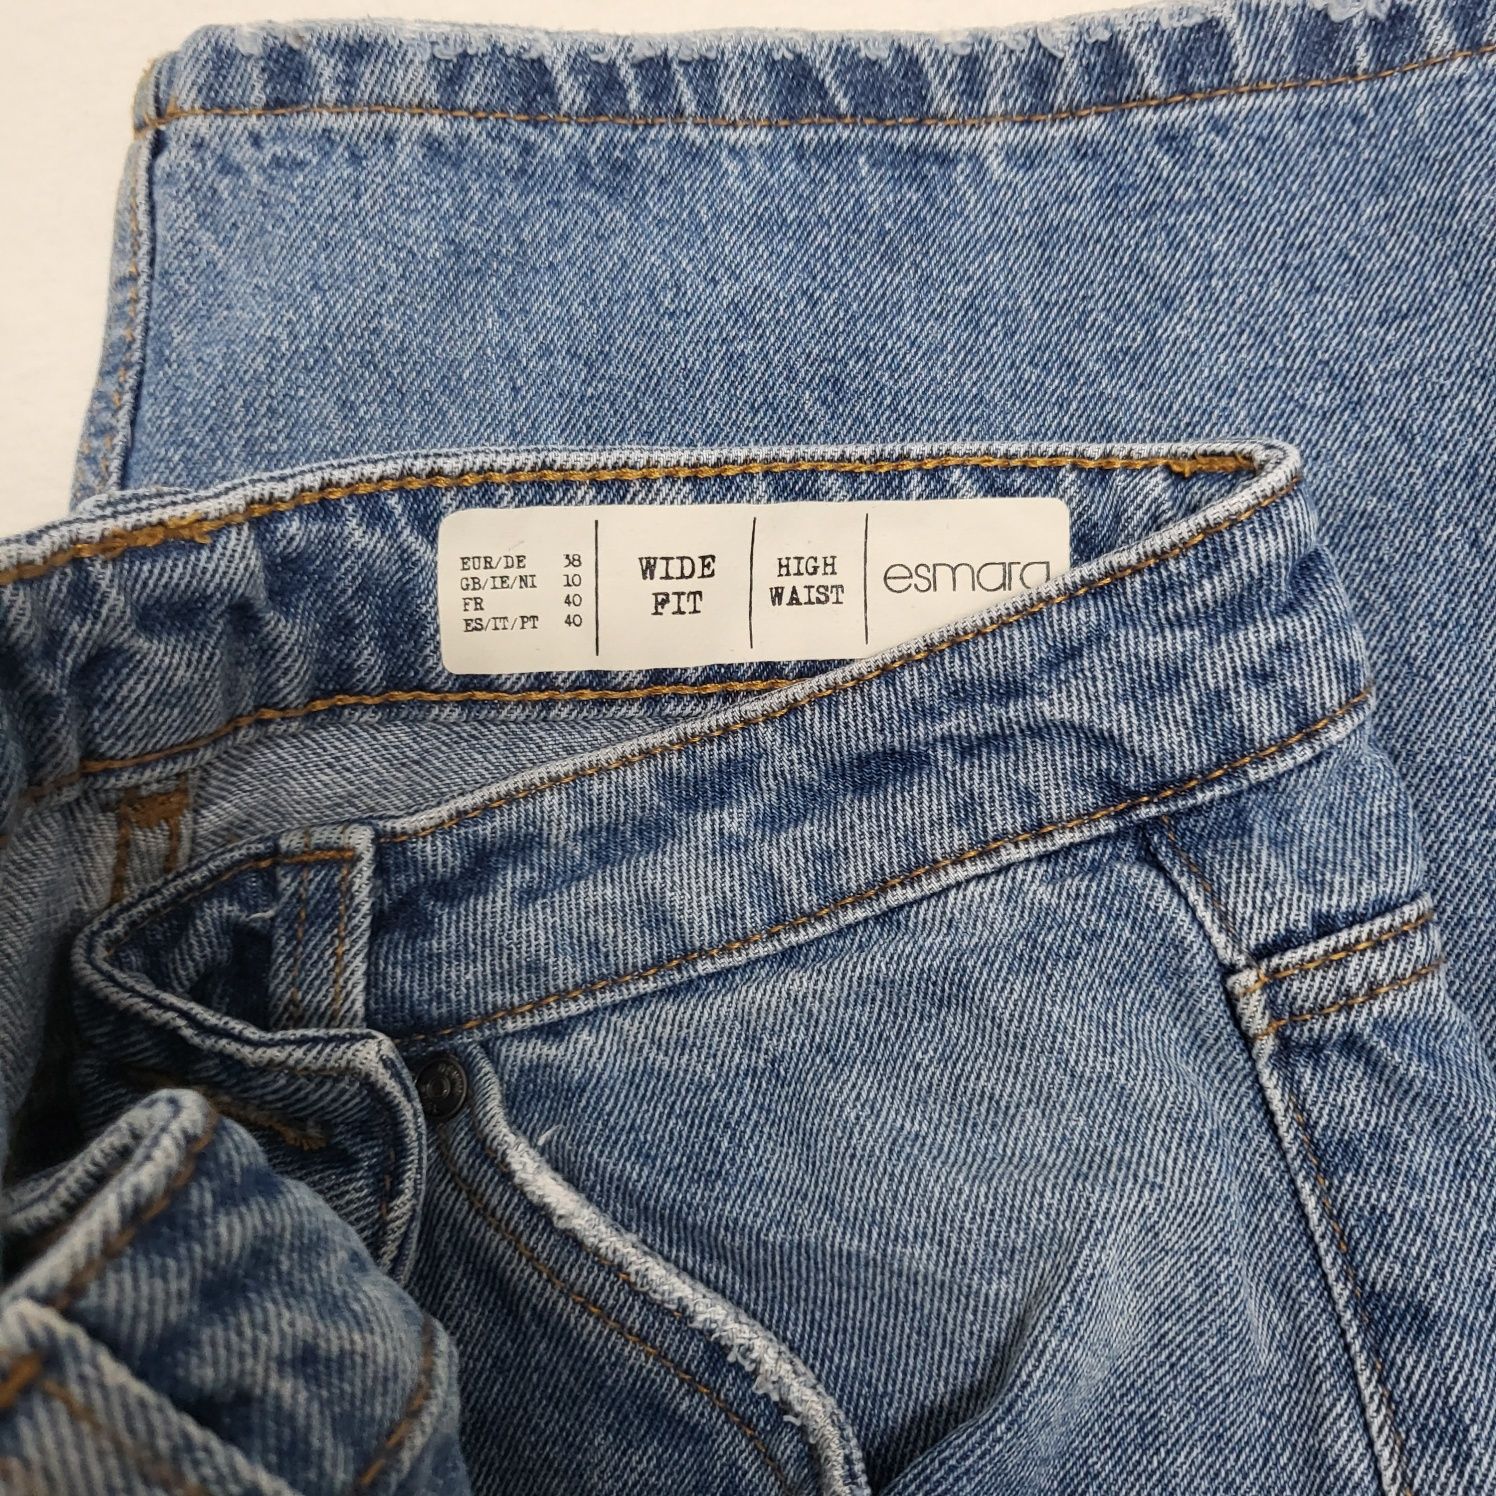 EUR/DE 38
GB/IE/NI 10
FR 40
ES/IT/PT 40
WIDE
FIT
HIGH
WAIST
esmara